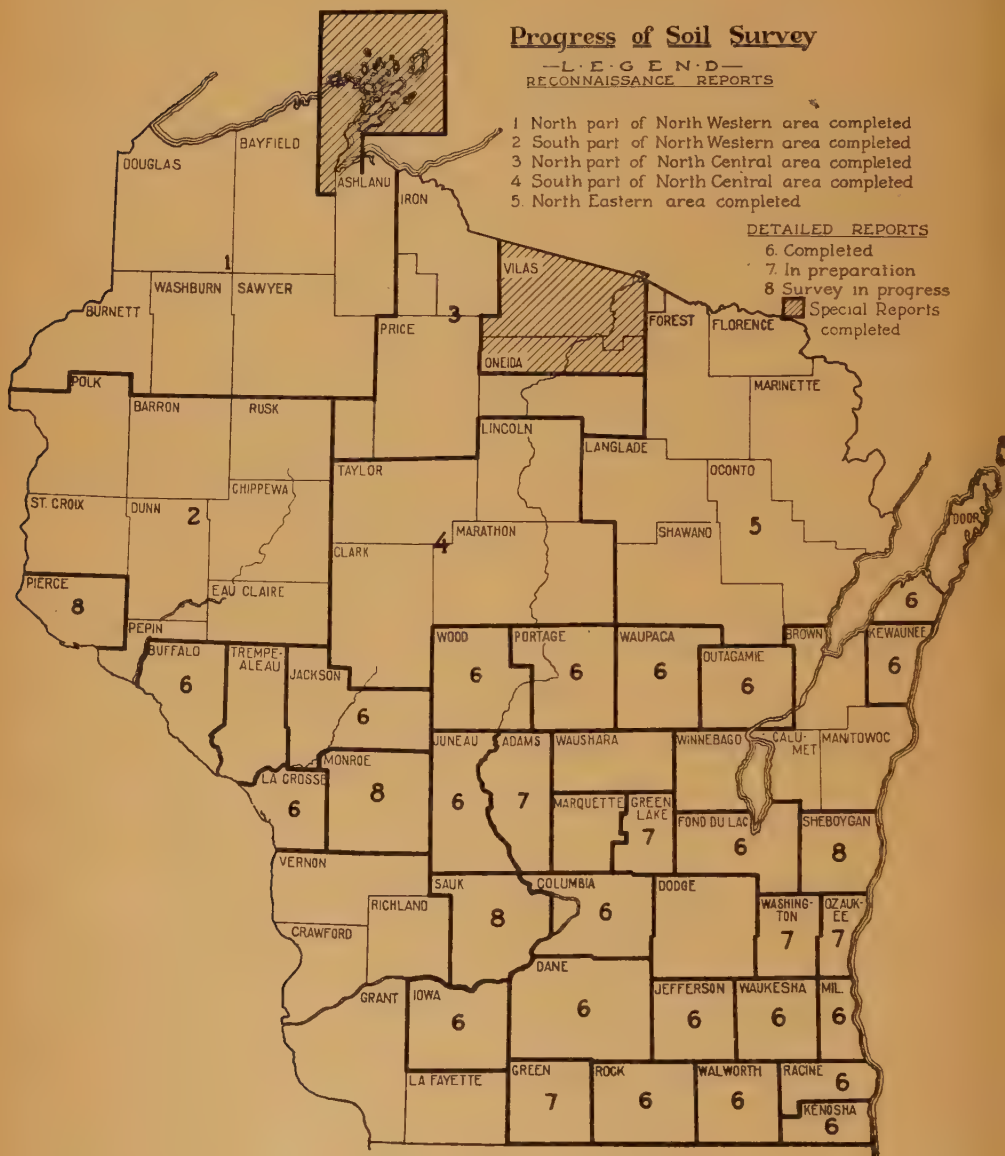 Progress of Soil Survey
—L·E·G·E·N·D—
RECONNAISSANCE REPORTS
1 North part of North Western area completed
2 South part of North Western area completed
3 North part of North Central area completed
4 South part of North Central area completed
5. North Eastern area completed
DETAILED REPORTS
6. Completed
7. In preparation
8 Survey in progress
Special Reports
completed
DOUGLAS
BAYFIELD
ASHLAND
IRON
VILAS
1
WASHBURN
SAWYER
BURNETT
3
PRICE
FOREST
FLORENCE
ONEIDA
MARINETTE
POLK
BARRON
RUSK
LINCOLN
LANGLADE
TAYLOR
OCONTO
CHIPPEWA
ST. CROIX
DUNN
2
MARATHON
SHAWANO
5
DOOR
CLARK
4
PIERCE
8
EAU CLAIRE
PEPIN
6
BUFFALO
6
TREMPE-
ALEAU
JACKSON
6
WOOD
6
PORTAGE
6
WAUPACA
6
OUTAGAMIE
6
BROWN
KEWAUNEE
6
JUNEAU
6
ADAMS
7
WAUSHARA
WINNEBAGO
CALU-
MET
MANITOWOC
MONROE
8
LA CROSSE
6
MARQUETTE
GREEN
LAKE
7
FOND DU LAC
6
SHEBOYGAN
8
VERNON
SAUK
8
COLUMBIA
6
DODGE
WASHING-
TON
7
OZAUK-
EE
7
RICHLAND
CRAWFORD
DANE
6
JEFFERSON
6
WAUKESHA
6
MIL.
6
GRANT
IOWA
6
LA FAYETTE
GREEN
7
ROCK
6
WALWORTH
6
RACINE
6
KENOSHA
6